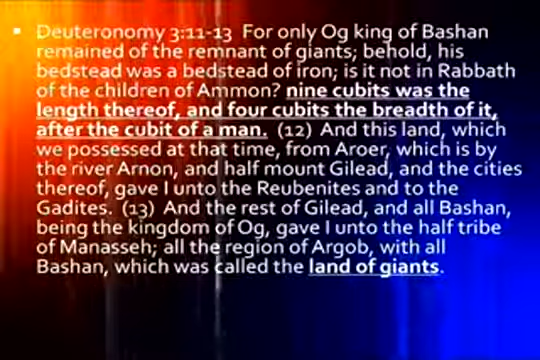 ▪ Deuteronomy 3:11-13 For only Og king of Bashan
remained of the remnant of giants; behold, his
bedstead was a bedstead of iron; is it not in Rabbath
of the children of Ammon? nine cubits was the
length thereof, and four cubits the breadth of it,
after the cubit of a man. (12) And this land, which
we possessed at that time, from Aroer, which is by
the river Arnon, and half mount Gilead, and the cities
thereof, gave I unto the Reubenites and to the
Gadites. (13) And the rest of Gilead, and all Bashan,
being the kingdom of Og, gave I unto the half tribe
of Manasseh; all the region of Argob, with all
Bashan, which was called the land of giants.